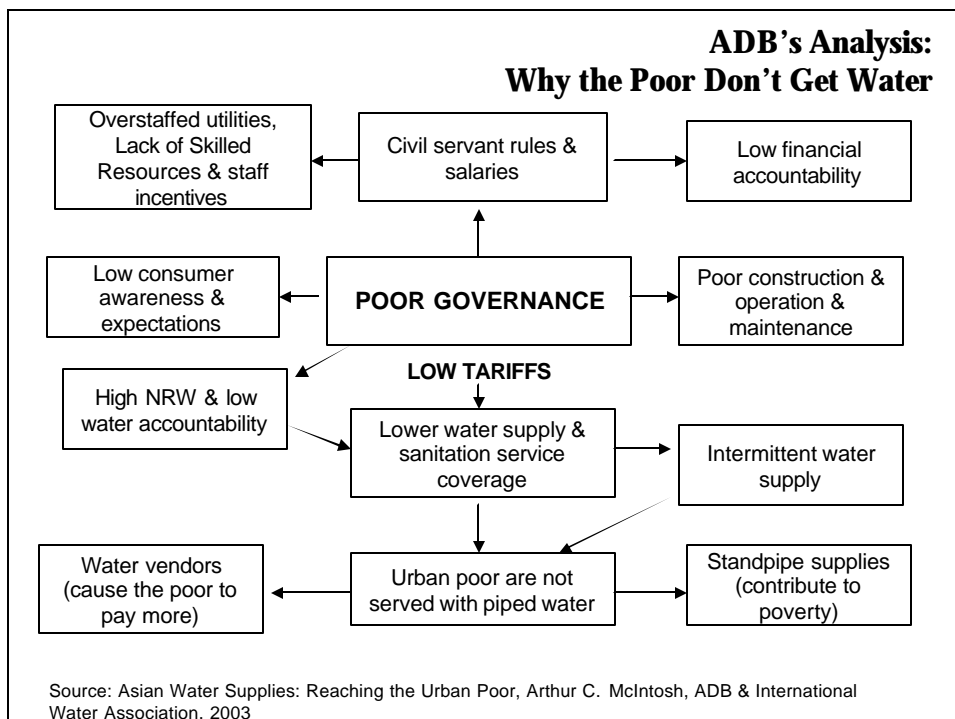 ADB's Analysis:
Why the Poor Don't Get Water
Overstaffed utilities,
Lack of Skilled
Resources & staff
incentives
Civil servant rules &
salaries
Low financial
accountability
Low consumer
awareness &
expectations
POOR GOVERNANCE
Poor construction &
operation &
maintenance
LOW TARIFFS
High NRW & low
water accountability
Lower water supply &
sanitation service
coverage
Intermittent water
supply
Water vendors
(cause the poor to
pay more)
Urban poor are not
served with piped water
Standpipe supplies
(contribute to
poverty)
Source: Asian Water Supplies: Reaching the Urban Poor, Arthur C. McIntosh, ADB & International
Water Association, 2003